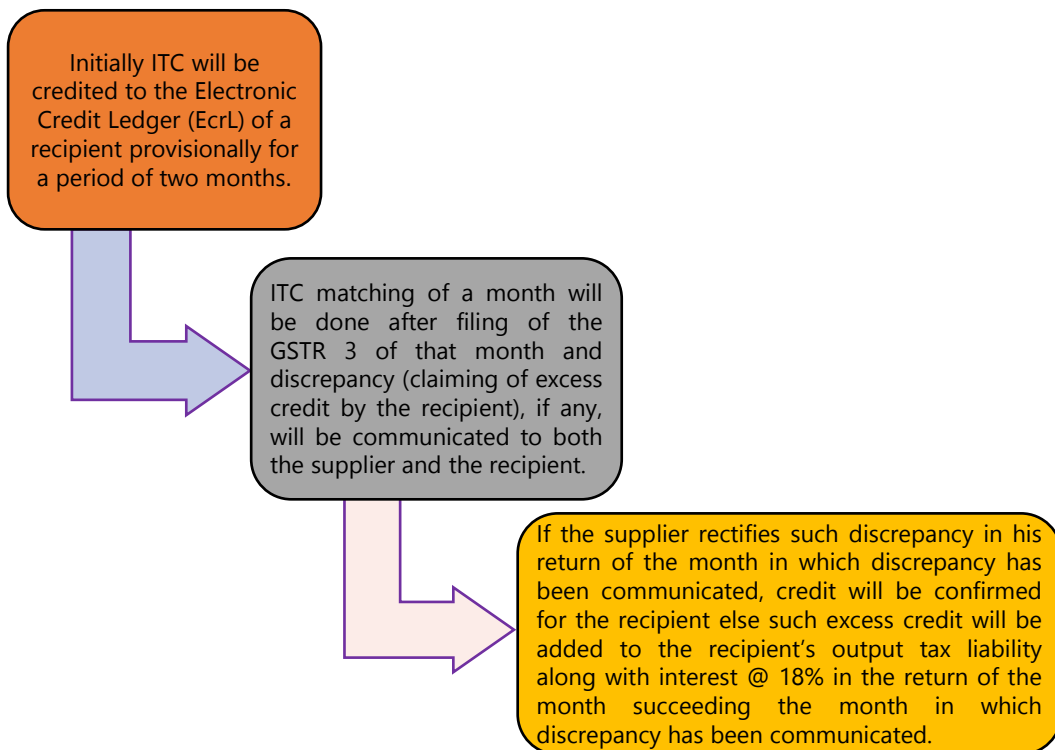 Initially ITC will be
credited to the Electronic
Credit Ledger (EcrL) of a
recipient provisionally for
a period of two months.
ITC matching of a month will
be done after filing of the
GSTR 3 of that month and
discrepancy (claiming of excess
credit by the recipient), if any,
will be communicated to both
the supplier and the recipient.
If the supplier rectifies such discrepancy in his
return of the month in which discrepancy has
been communicated, credit will be confirmed
for the recipient else such excess credit will be
added to the recipient’s output tax liability
along with interest @ 18% in the return of the
month succeeding the month in which
discrepancy has been communicated.